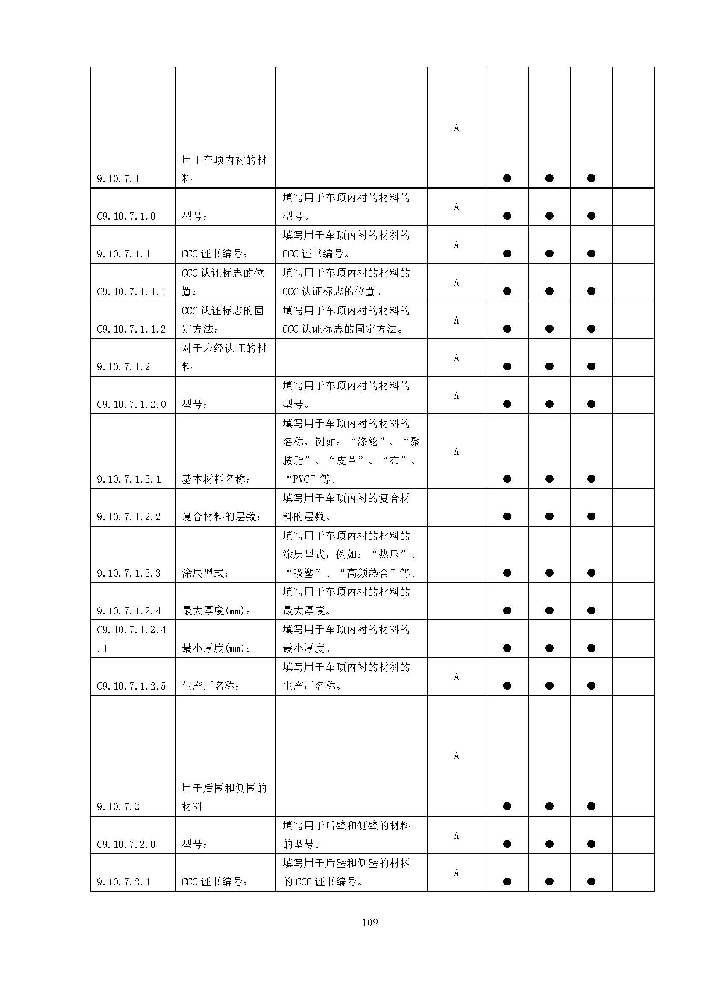 A
用于车顶内衬的材
9.10.7.1 料 ● ● ●
填写用于车顶内衬的材料的
A
C9.10.7.1.0 型号： 型号。 ● ● ●
填写用于车顶内衬的材料的
A
9.10.7.1.1 CCC 证书编号： CCC 证书编号。 ● ● ●
CCC 认证标志的位 填写用于车顶内衬的材料的
A
C9.10.7.1.1.1 置： CCC 认证标志的位置。 ● ● ●
CCC 认证标志的固 填写用于车顶内衬的材料的
A
C9.10.7.1.1.2 定方法： CCC 认证标志的固定方法。 ● ● ●
对于未经认证的材
A
9.10.7.1.2 料 ● ● ●
填写用于车顶内衬的材料的
A
C9.10.7.1.2.0 型号： 型号。 ● ● ●
填写用于车顶内衬的材料的
名称，例如：“涤纶”、“聚
A
胺脂”、“皮革”、“布”、
9.10.7.1.2.1 基本材料名称： “PVC”等。 ● ● ●
填写用于车顶内衬的复合材
9.10.7.1.2.2 复合材料的层数： 料的层数。 ● ● ●
填写用于车顶内衬的材料的
涂层型式，例如：“热压”、
9.10.7.1.2.3 涂层型式： “吸塑”、“高频热合”等。 ● ● ●
填写用于车顶内衬的材料的
9.10.7.1.2.4 最大厚度(mm)： 最大厚度。 ● ● ●
C9.10.7.1.2.4 填写用于车顶内衬的材料的
.1 最小厚度(mm)： 最小厚度。 ● ● ●
填写用于车顶内衬的材料的
A
C9.10.7.1.2.5 生产厂名称： 生产厂名称。 ● ● ●
A
用于后围和侧围的
9.10.7.2 材料 ● ● ●
填写用于后壁和侧壁的材料
A
C9.10.7.2.0 型号： 的型号。 ● ● ●
填写用于后壁和侧壁的材料
A
9.10.7.2.1 CCC 证书编号： 的 CCC 证书编号。 ● ● ●
109